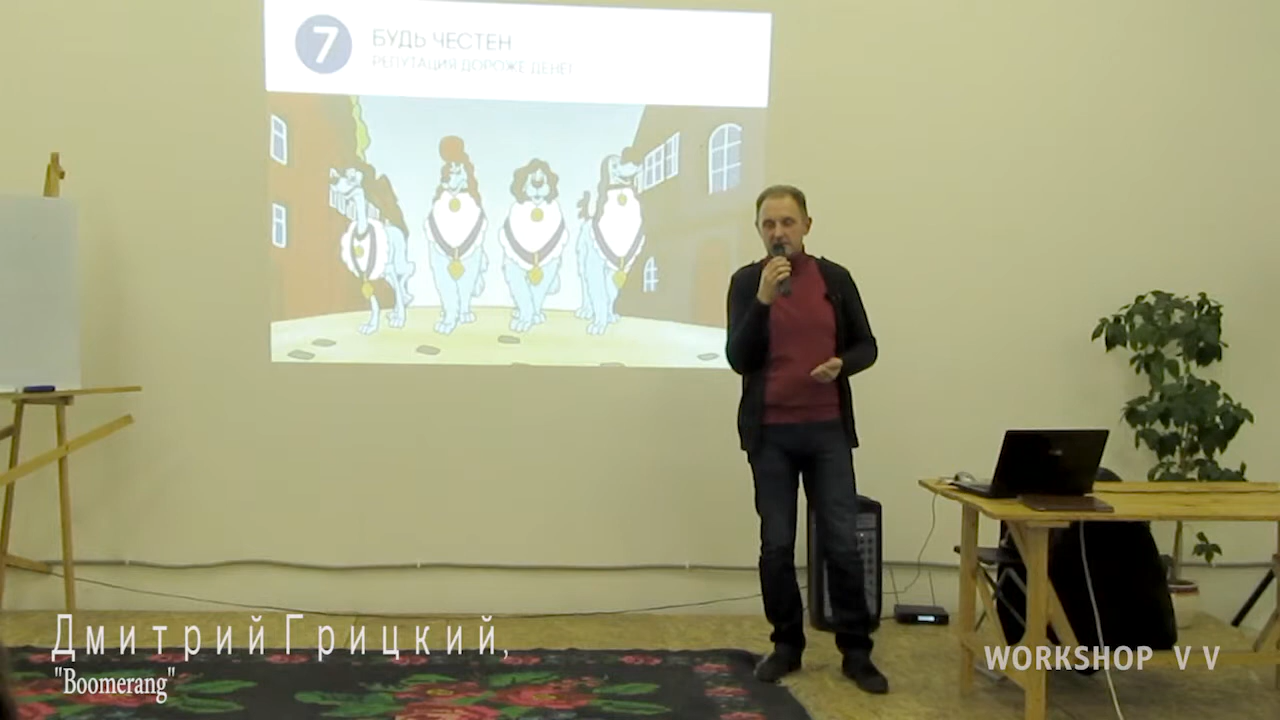 7
БУДЬ ЧЕСТЕН
РЕПУТАЦИЯ ДОРОЖЕ ДЕНЕГ
Дмитрий Грицкий,
"Boomerang"
WORKSHOP V V